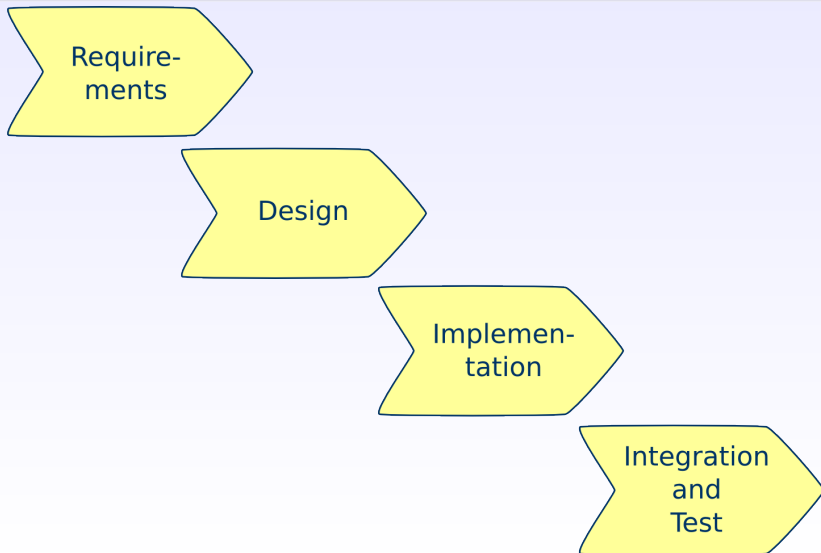 Require-
ments
Design
Implemen-
tation
Integration
and
Test